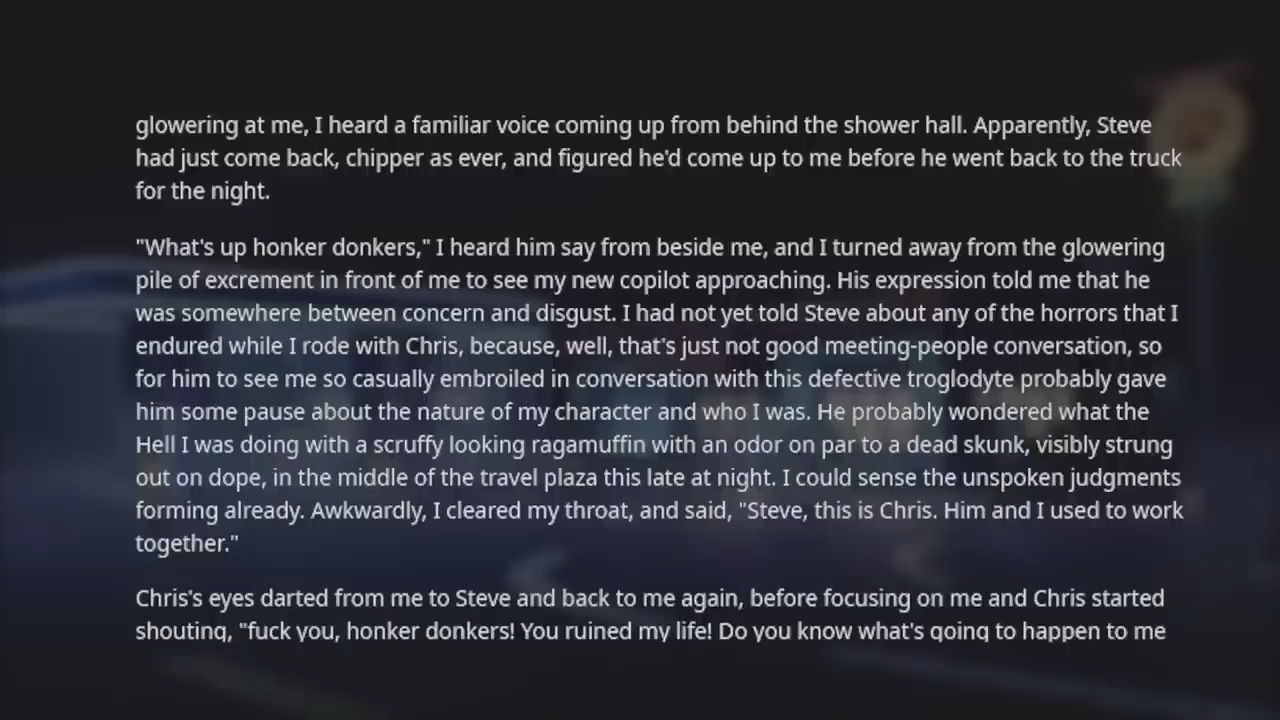 glowering at me, I heard a familiar voice coming up from behind the shower hall. Apparently, Steve
had just come back, chipper as ever, and figured he'd come up to me before he went back to the truck
for the night.
"What's up honker donkers," I heard him say from beside me, and I turned away from the glowering
pile of excrement in front of me to see my new copilot approaching. His expression told me that he
was somewhere between concern and disgust. I had not yet told Steve about any of the horrors that I
endured while I rode with Chris, because, well, that's just not good meeting-people conversation, so
for him to see me so casually embroiled in conversation with this defective troglodyte probably gave
him some pause about the nature of my character and who I was. He probably wondered what the
Hell I was doing with a scruffy looking ragamuffin with an odor on par to a dead skunk, visibly strung
out on dope, in the middle of the travel plaza this late at night. I could sense the unspoken judgments
forming already. Awkwardly, I cleared my throat, and said, "Steve, this is Chris. Him and I used to work
together."
Chris's eyes darted from me to Steve and back to me again, before focusing on me and Chris started
shouting, "fuck you, honker donkers! You ruined my life! Do you know what's going to happen to me